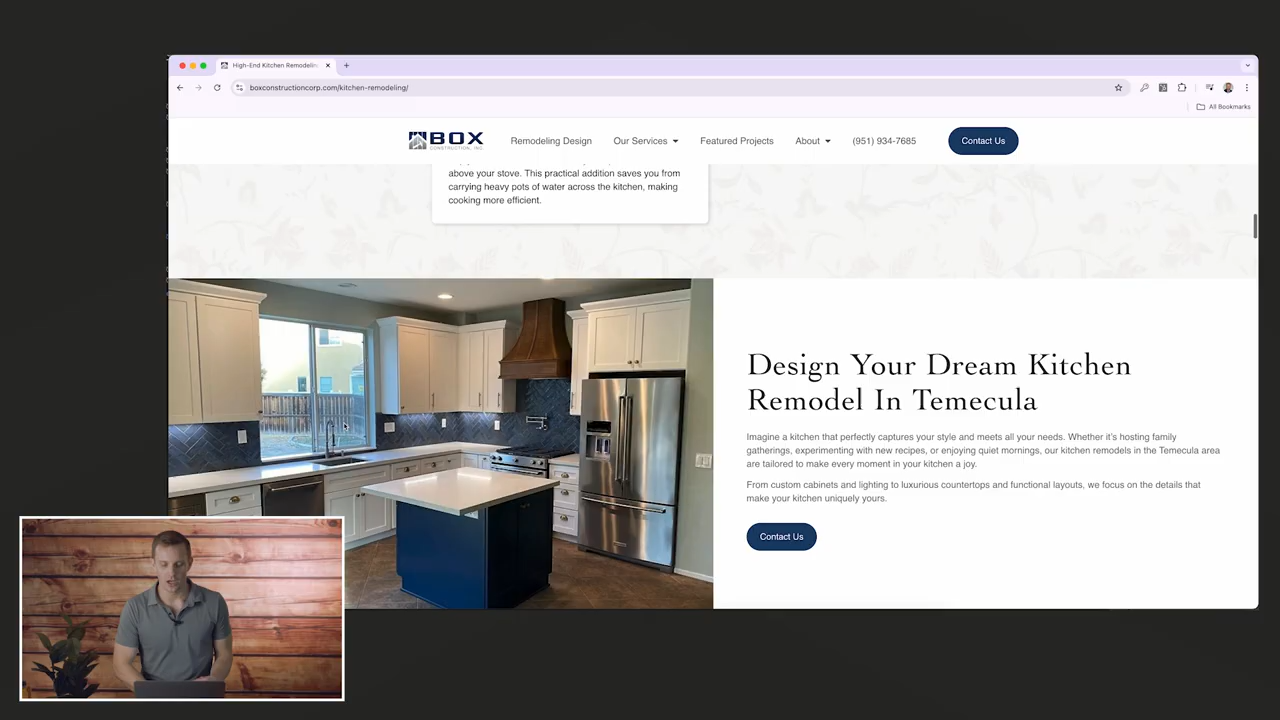 High-End Kitchen Remodeling
boxconstructioncorp.com/kitchen-remodeling/
All Bookmarks
BOX
CONSTRUCTION, INC.
Remodeling Design
Our Services
Featured Projects
About
(951) 934-7685
Contact Us
above your stove. This practical addition saves you from
carrying heavy pots of water across the kitchen, making
cooking more efficient.
Design Your Dream Kitchen
Remodel In Temecula
Imagine a kitchen that perfectly captures your style and meets all your needs. Whether it's hosting family
gatherings, experimenting with new recipes, or enjoying quiet mornings, our kitchen remodels in the Temecula area
are tailored to make every moment in your kitchen a joy.
From custom cabinets and lighting to luxurious countertops and functional layouts, we focus on the details that
make your kitchen uniquely yours.
Contact Us